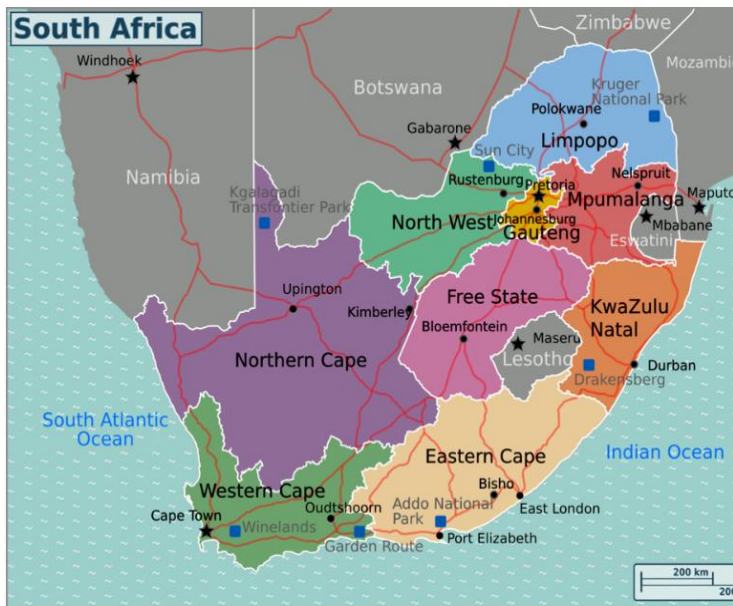 South Africa
Zimbabwe
Windhoek
Mozambi
Botswana
Kruger
National Park
Polokwane
Gabarone
Limpopo
Sun City
Namibia
Nelspruit
Rustenburg
Pretoria
Kgalagadi
Transfontier Park
Mpumalanga
Maputo
North West
Johannesburg
Mbabane
Gauteng
Eswatini
Upington
Free State
KwaZulu
Natal
Kimberley
Bloemfontein
Maseru
Northern Cape
Lesotho
Durban
Drakensberg
South Atlantic
Ocean
Indian Ocean
Eastern Cape
Western Cape
Bisho
Addo National
Park
Oudtshoorn
East London
Cape Town
Winelands
Garden Route
Port Elizabeth
200 km
200